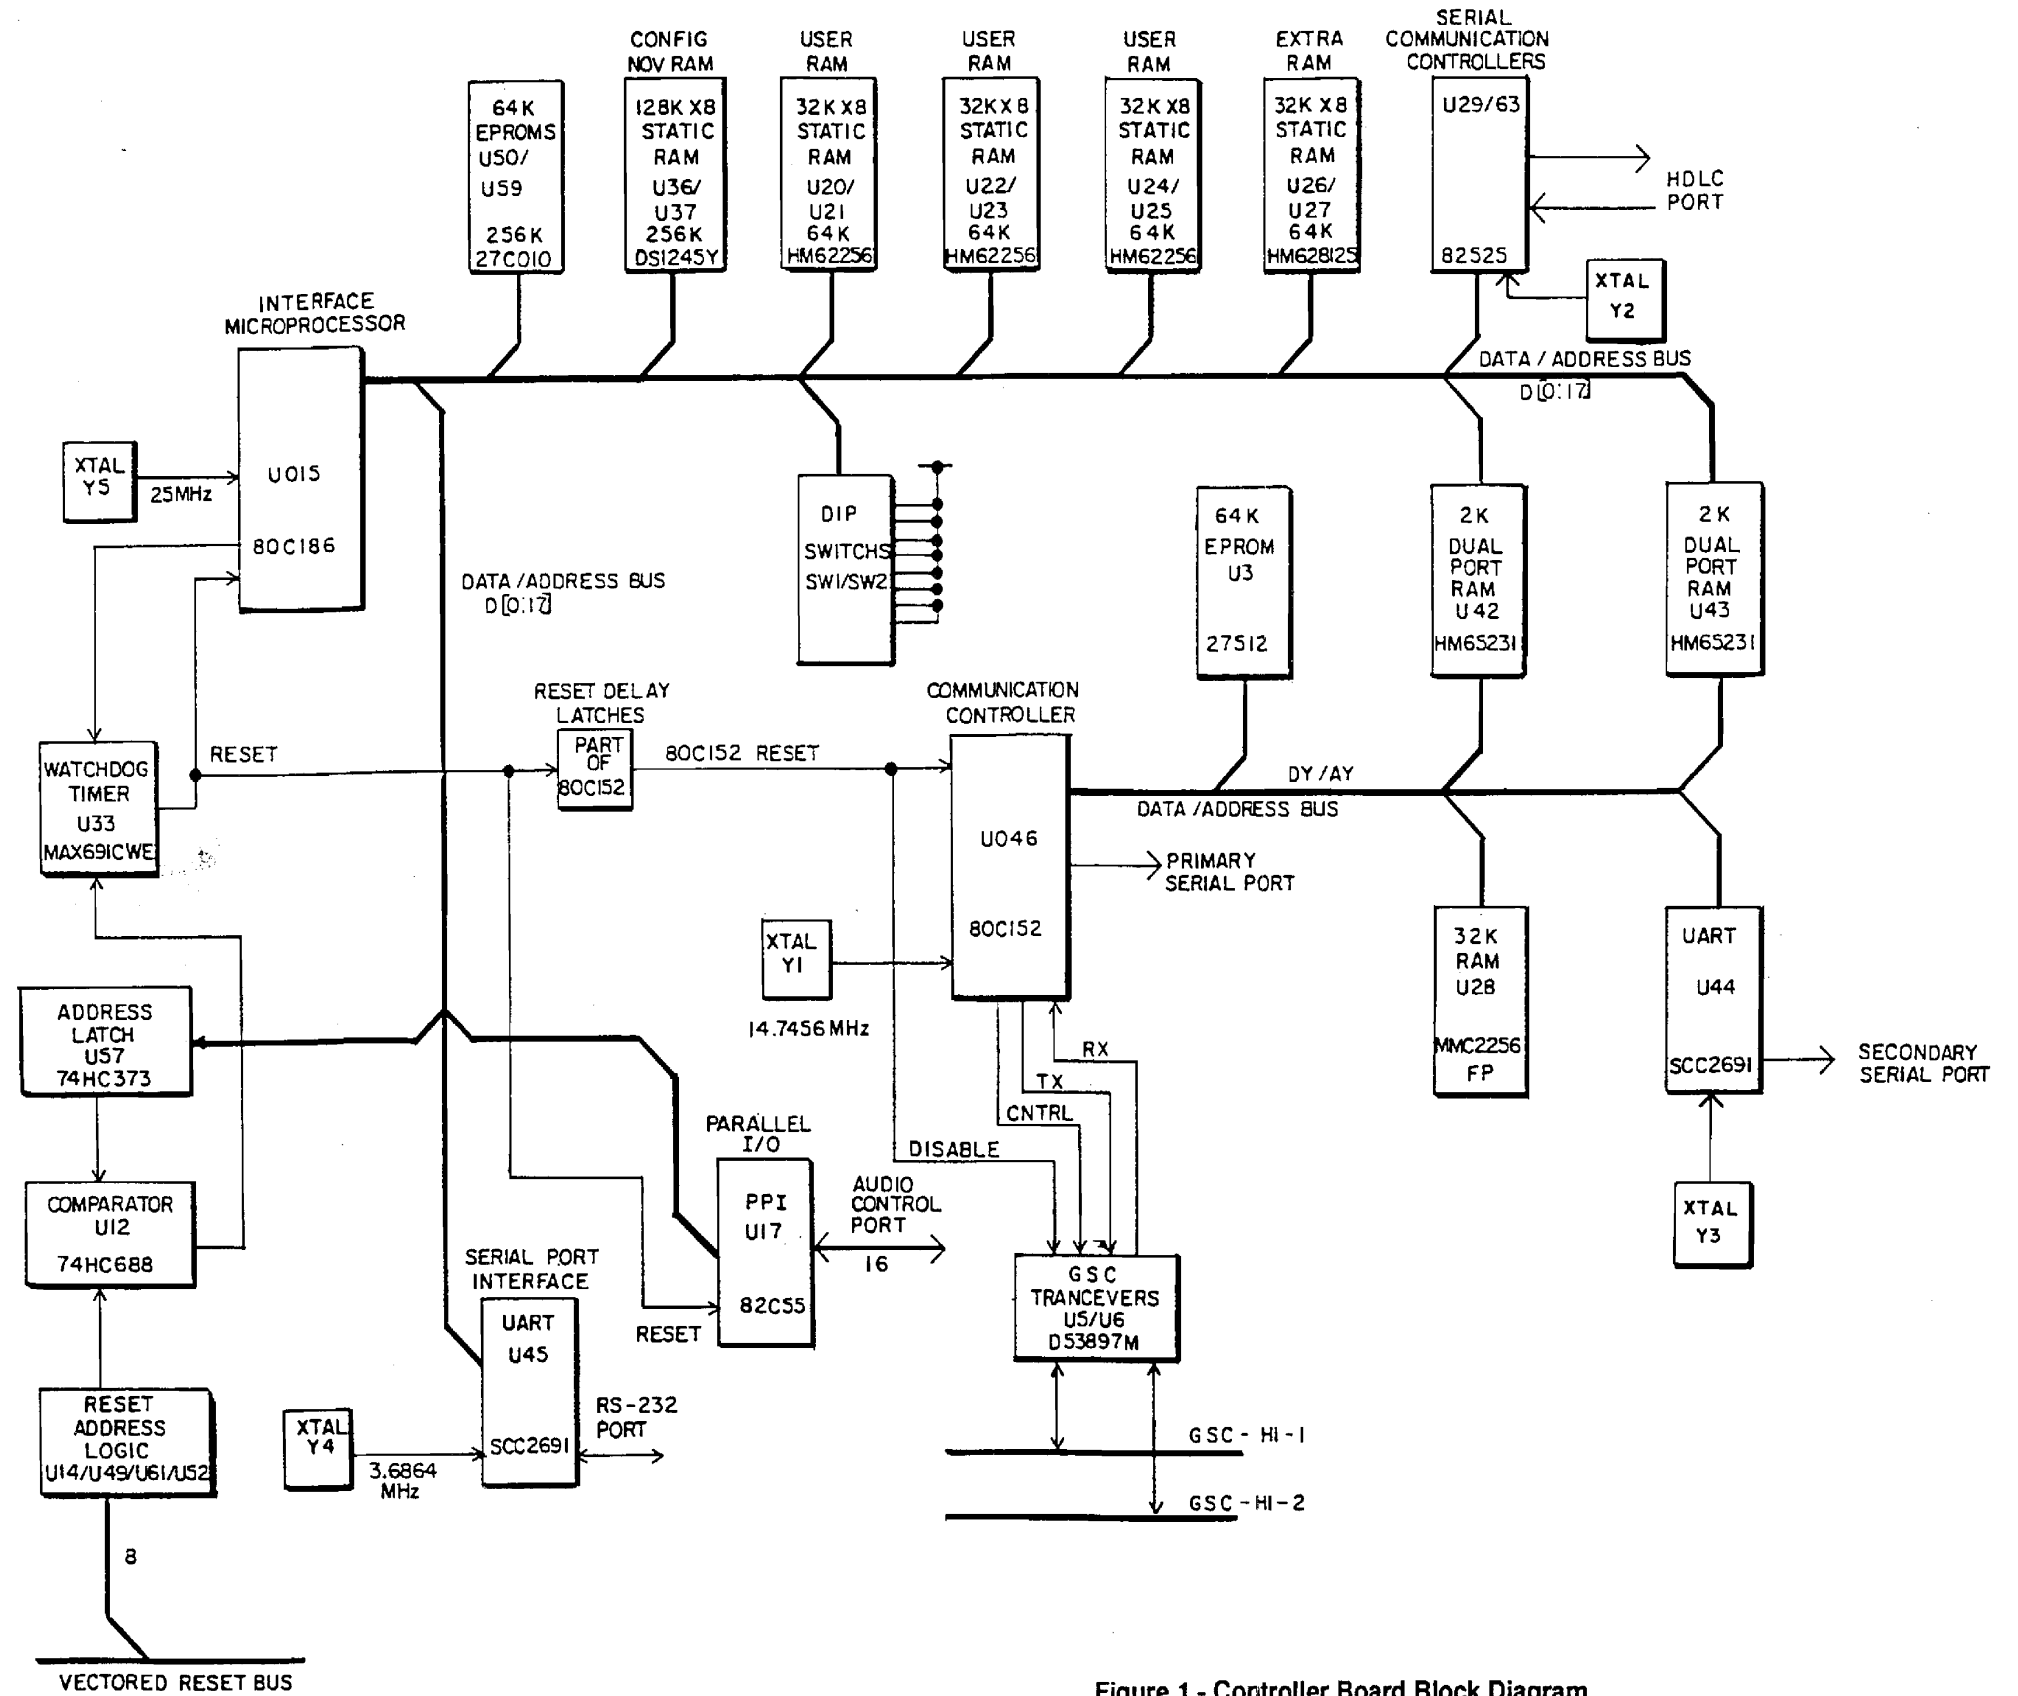 CONFIG
NOV RAM
USER
RAM
USER
RAM
USER
RAM
EXTRA
RAM
SERIAL
COMMUNICATION
CONTROLLERS
64K
EPROMS
U50/
U59
256K
27C010
128K X8
STATIC
RAM
U36/
U37
256K
DS1245Y
32K X8
STATIC
RAM
U20/
U21
64K
HM62256
32K X8
STATIC
RAM
U22/
U23
64K
HM62256
32K X8
STATIC
RAM
U24/
U25
64K
HM62256
32K X8
STATIC
RAM
U26/
U27
64K
HM628125
U29/63
82525
HDLC
PORT
XTAL
Y2
INTERFACE
MICROPROCESSOR
U015
80C186
XTAL
Y5
25MHz
DATA / ADDRESS BUS
D[0:17]
DATA /ADDRESS BUS
D[0:17]
DIP
SWITCHS
SW1/SW2
64K
EPROM
U3
27512
2K
DUAL
PORT
RAM
U42
HM65231
2K
DUAL
PORT
RAM
U43
HM65231
WATCHDOG
TIMER
U33
MAX691CWE
RESET
RESET DELAY
LATCHES
PART
OF
80C152
80C152 RESET
COMMUNICATION
CONTROLLER
U046
80C152
DY/AY
DATA /ADDRESS BUS
PRIMARY
SERIAL PORT
XTAL
Y1
14.7456 MHz
32K
RAM
U28
MMC2256
FP
UART
U44
SCC2691
SECONDARY
SERIAL PORT
XTAL
Y3
ADDRESS
LATCH
U57
74HC373
COMPARATOR
U12
74HC688
RX
TX
CNTRL
DISABLE
PARALLEL
I/O
PPI
U17
82C55
AUDIO
CONTROL
PORT
16
RESET
SERIAL PORT
INTERFACE
UART
U45
SCC2691
RS-232
PORT
XTAL
Y4
3.6864
MHz
GSC
TRANCEVERS
U5/U6
D53897M
GSC - HI-1
GSC -HI-2
RESET
ADDRESS
LOGIC
U14/U49/U61/U52
8
VECTORED RESET BUS
Figure 1 - Controller Board Block Diagram